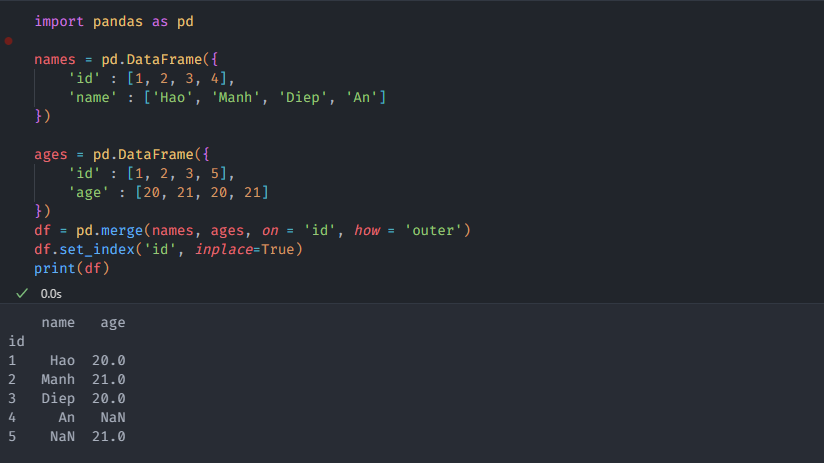 import pandas as pd
names = pd.DataFrame({
    'id' : [1, 2, 3, 4],
    'name' : ['Hao', 'Manh', 'Diep', 'An']
})
ages = pd.DataFrame({
    'id' : [1, 2, 3, 5],
    'age' : [20, 21, 20, 21]
})
df = pd.merge(names, ages, on = 'id', how = 'outer')
df.set_index('id', inplace=True)
print(df)
0.0s
    name   age
id
1    Hao  20.0
2   Manh  21.0
3   Diep  20.0
4     An   NaN
5    NaN  21.0